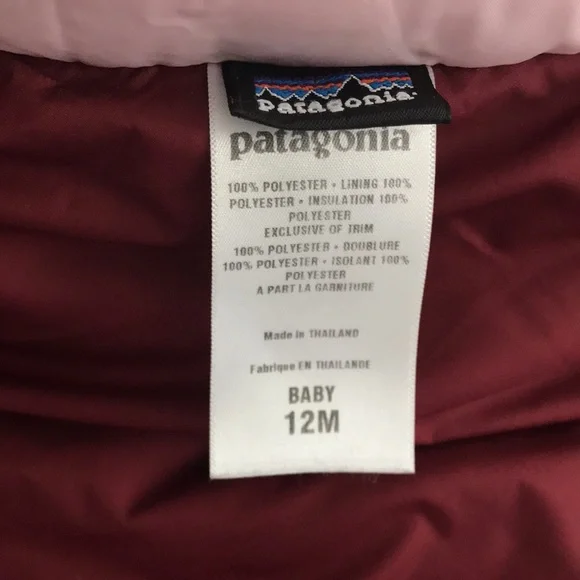 patagonia
patagonia
100% POLYESTER • LINING 100%
POLYESTER • INSULATION 100%
POLYESTER
EXCLUSIVE OF TRIM
100% POLYESTER • DOUBLURE
100% POLYESTER • ISOLANT 100%
POLYESTER
A PART LA GARNITURE
Made in THAILAND
Fabrique EN THAILANDE
BABY
12M